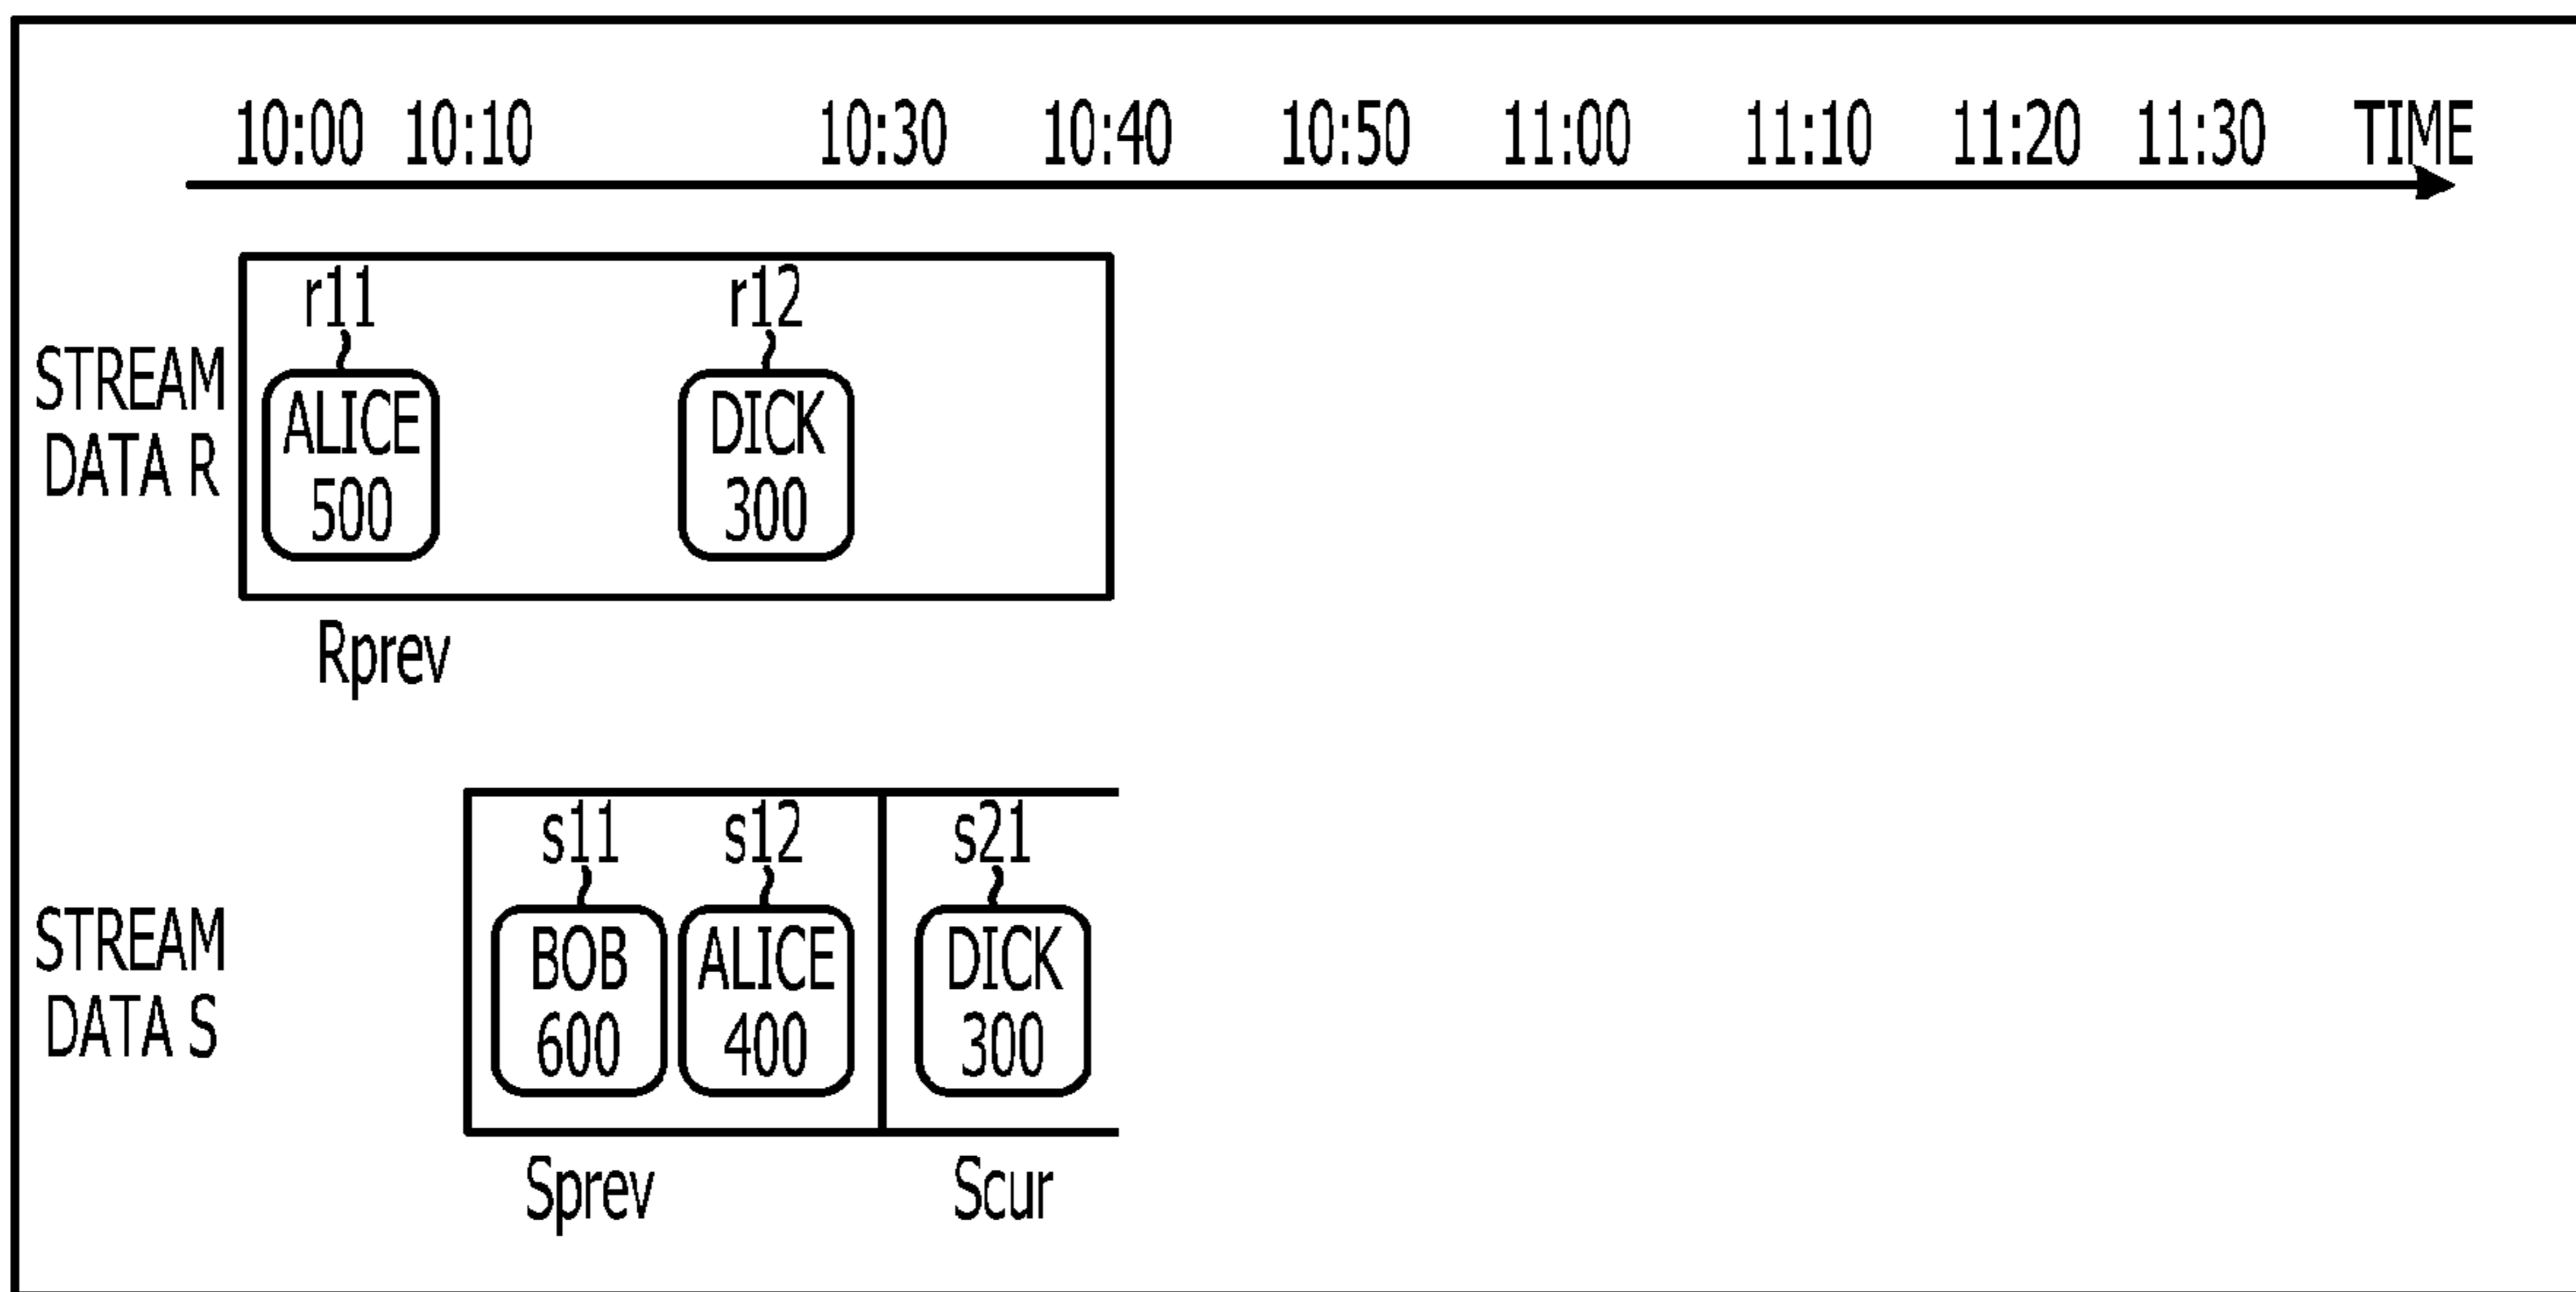 10:00 10:10 10:30 10:40 10:50 11:00 11:10 11:20 11:30 TIME
r11 r12
STREAM
DATA R
ALICE
500
DICK
300
Rprev
s11 s12 s21
STREAM
DATA S
BOB
600
ALICE
400
DICK
300
Sprev Scur